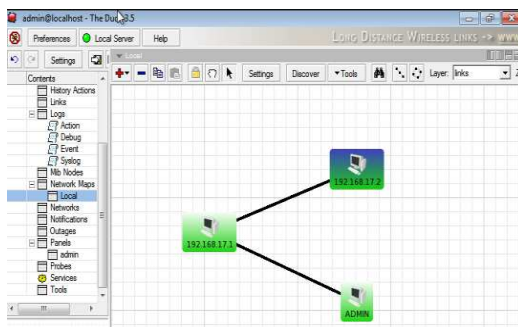 admin@localhost - The Dude 3.5
Preferences
Local Server
Help
LONG DISTANCE WIRELESS LINKS -> WWW
Settings
Local
Contents
History Actions
Links
Logs
Action
Debug
Event
Syslog
Mib Nodes
Network Maps
Local
Networks
Notifications
Outages
Panels
admin
Probes
Services
Tools
Settings
Discover
Tools
Layer:
links
192.168.17.2
192.168.17.1
ADMIN